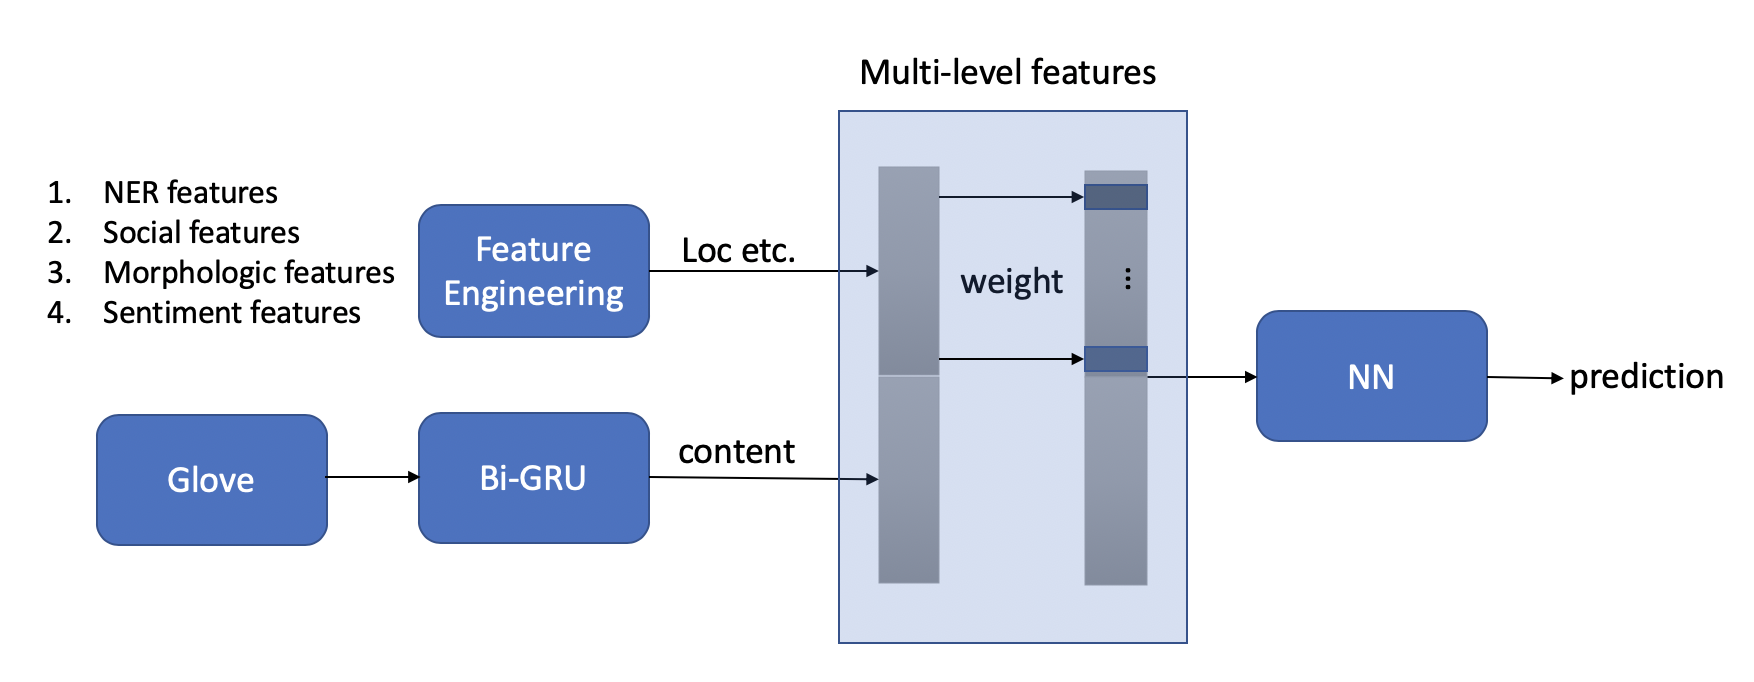 Multi-level features
1. NER features
2. Social features
3. Morphologic features
4. Sentiment features
Feature
Engineering
Loc etc.
weight
⋮
Glove
Bi-GRU
content
NN
prediction